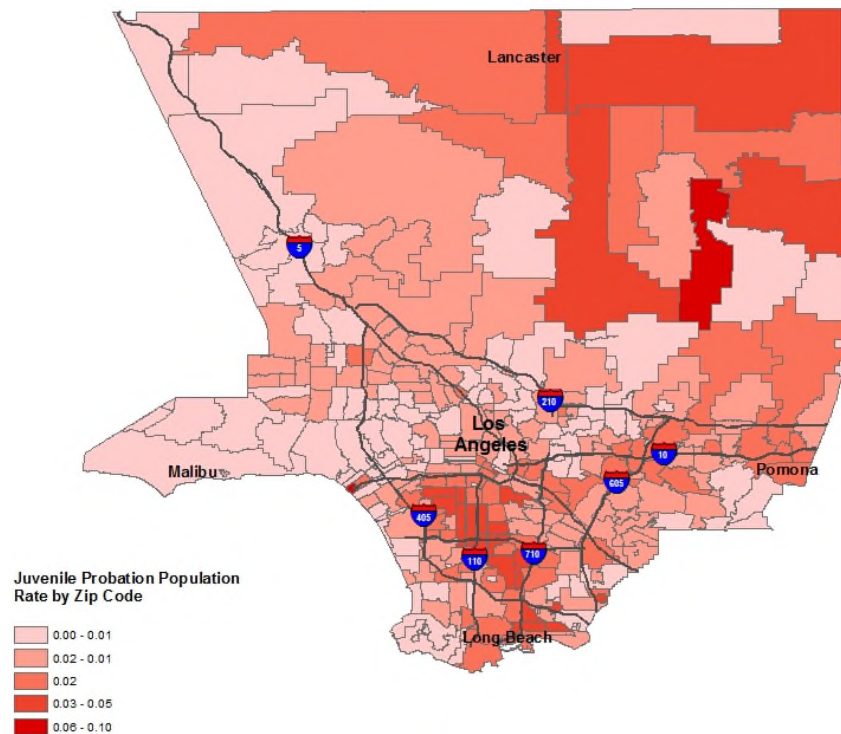 Lancaster
5
210
Los
Angeles
10
Malibu
Pomona
605
405
110
710
Juvenile Probation Population
Rate by Zip Code
Long Beach
0.00 - 0.01
0.02 - 0.01
0.02
0.03 - 0.05
0.06 - 0.10